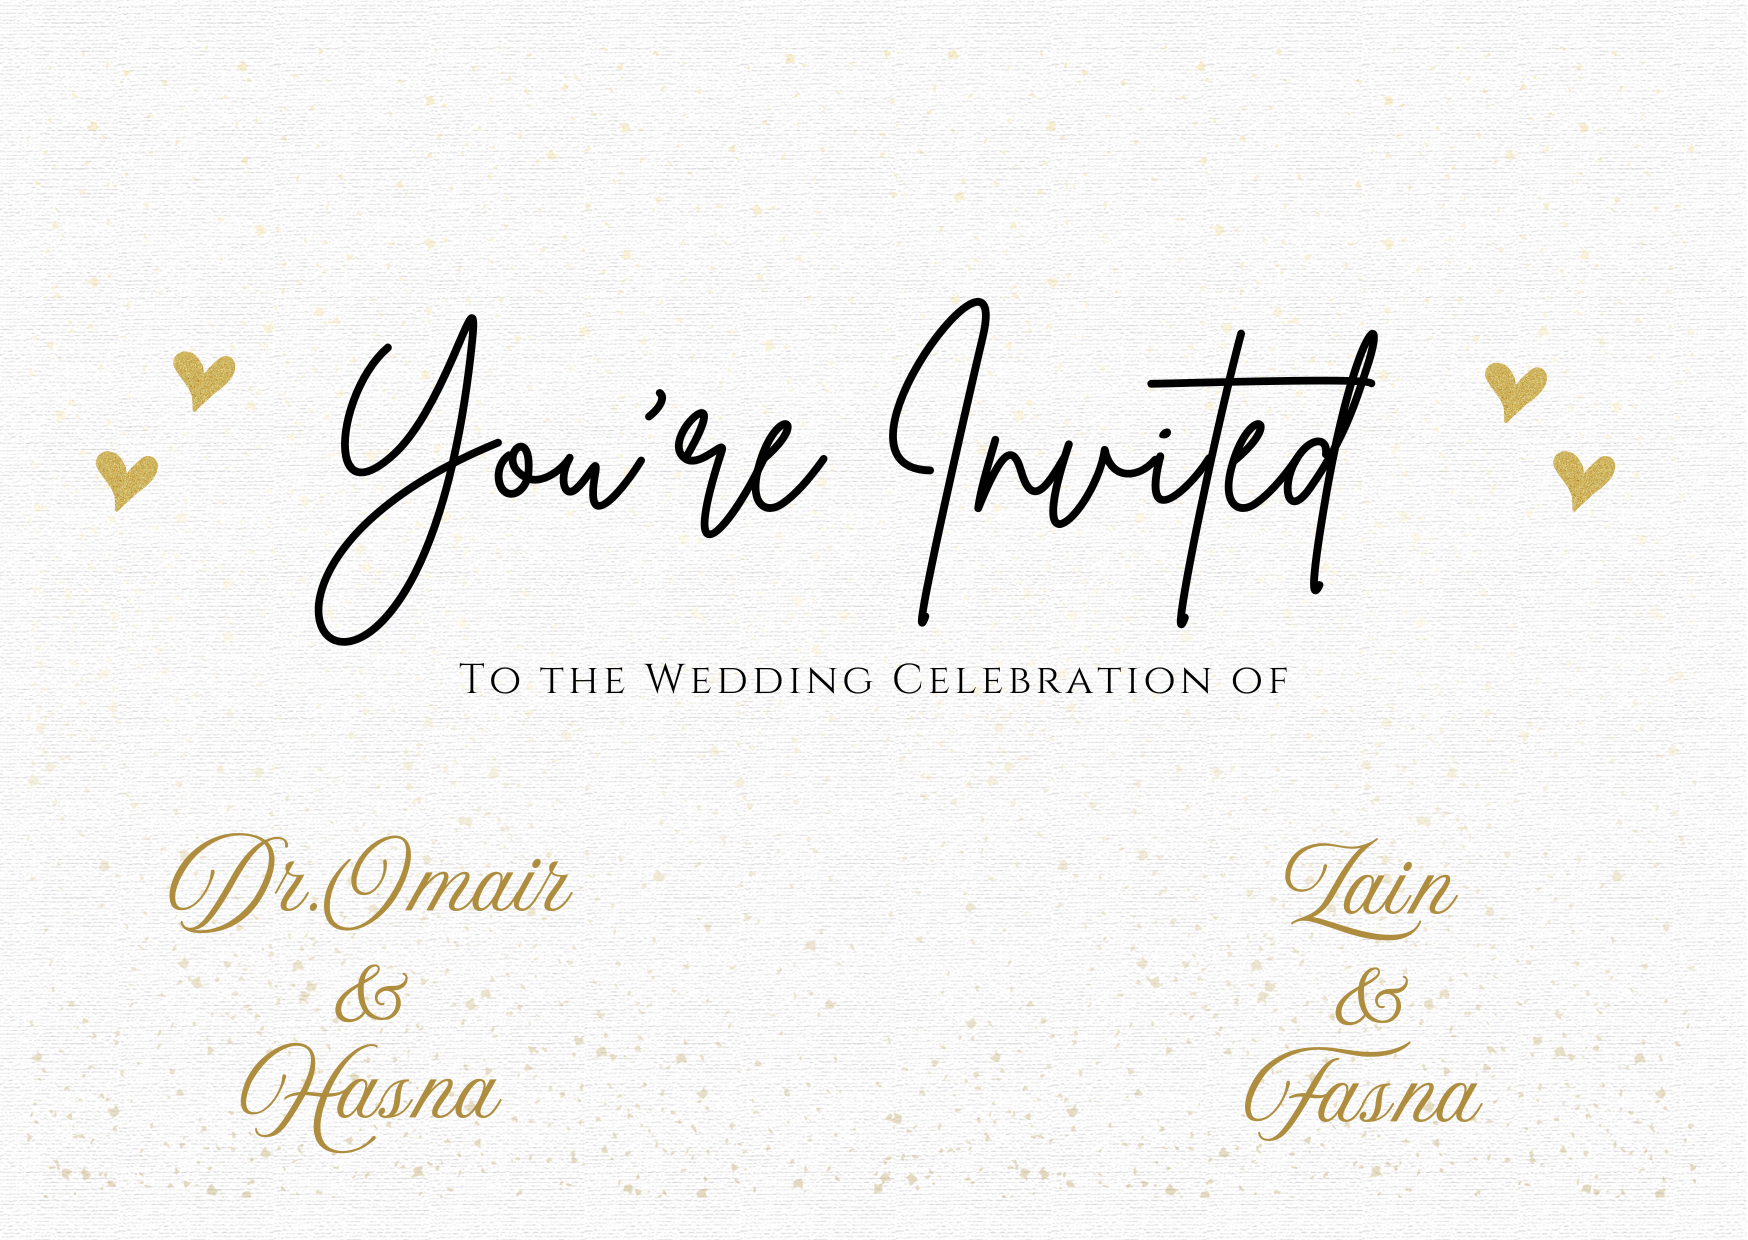 You're Invited
To the Wedding Celebration of
Dr.Omair
&
Hasna
Zain
&
Fasna